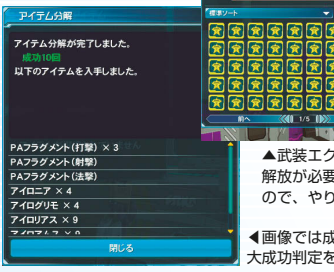 アイテム分解
アイテム分解が完了しました。
成功10回
以下のアイテムを入手しました。
PAフラグメント(打撃) × 3
PAフラグメント(射撃)
PAフラグメント(法撃)
アイロニア × 4
アイログリモ × 4
アイロリアス × 9
閉じる
標準ソート
前へ
1/5
▲武装エク
解放が必要
ので、やり
◀画像では成
大成功判定を